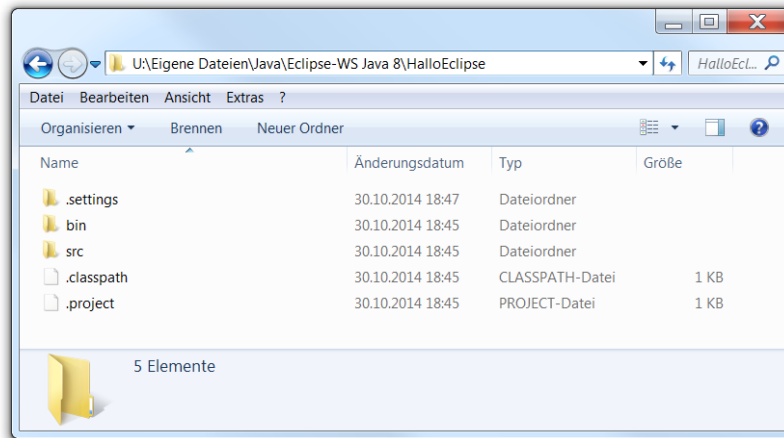 U:\Eigene Dateien\Java\Eclipse-WS Java 8\HalloEclipse
HalloEcl...
Datei Bearbeiten Ansicht Extras ?
Organisieren Brennen Neuer Ordner
Name Änderungsdatum Typ Größe
.settings 30.10.2014 18:47 Dateiordner
bin 30.10.2014 18:45 Dateiordner
src 30.10.2014 18:45 Dateiordner
.classpath 30.10.2014 18:45 CLASSPATH-Datei 1 KB
.project 30.10.2014 18:45 PROJECT-Datei 1 KB
5 Elemente